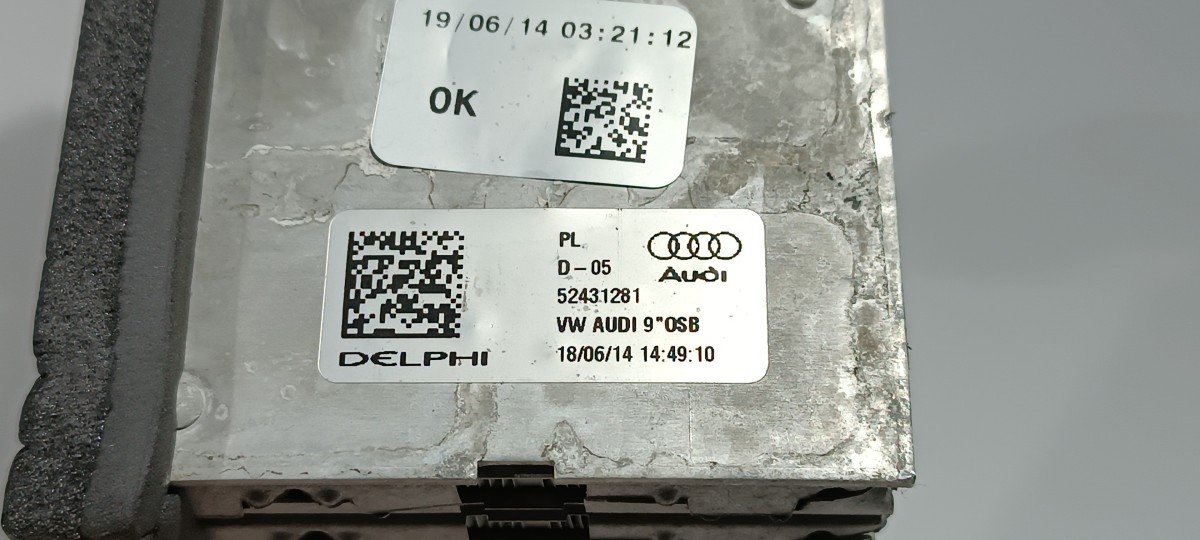 19/06/14 03:21:12
OK
PL
D-05
Audi
52431281
VW AUDI 9"OSB
DELPHI
18/06/14 14:49:10